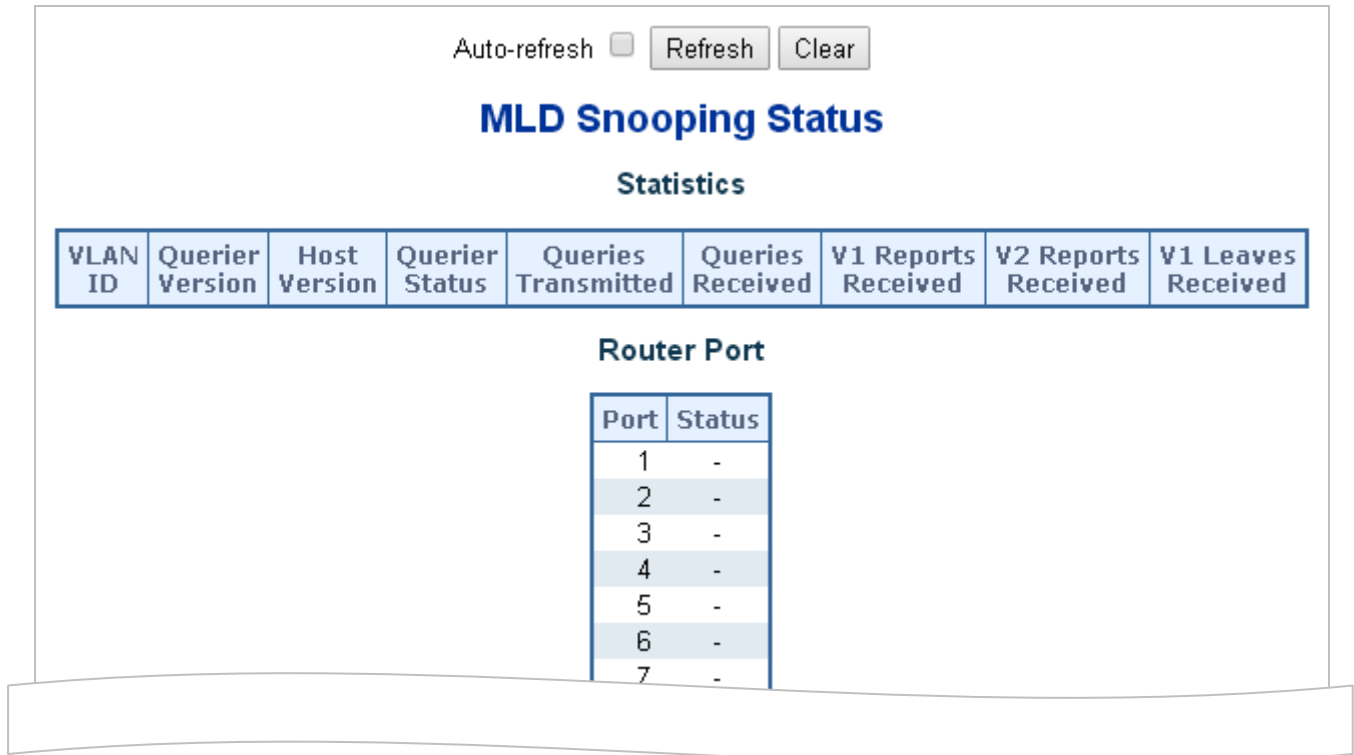 Auto-refresh Refresh Clear
MLD Snooping Status
Statistics
VLAN ID Querier Version Host Version Querier Status Queries Transmitted Queries Received V1 Reports Received V2 Reports Received V1 Leaves Received
Router Port
Port Status
1 -
2 -
3 -
4 -
5 -
6 -
7 -